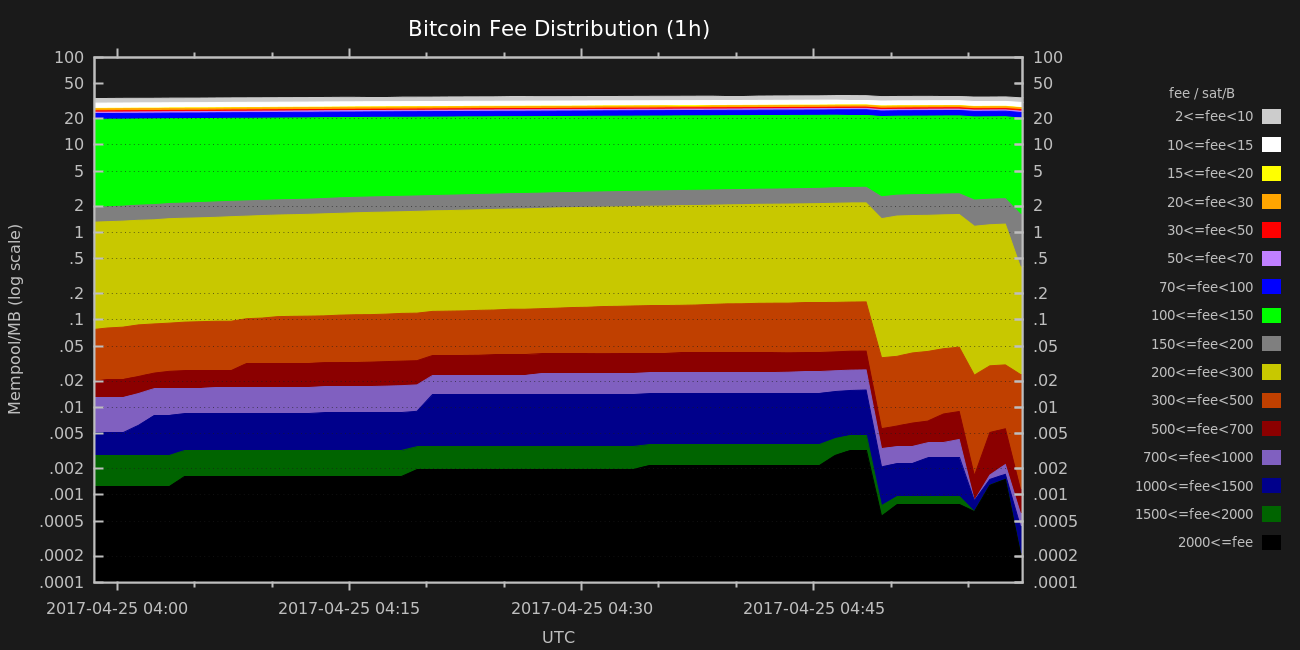 Bitcoin Fee Distribution (1h)
100
50
20
10
5
2
1
.5
.2
.1
.05
.02
.01
.005
.002
.001
.0005
.0002
.0001
Mempool/MB (log scale)
100
50
20
10
5
2
1
.5
.2
.1
.05
.02
.01
.005
.002
.001
.0005
.0002
.0001
2017-04-25 04:00 2017-04-25 04:15 2017-04-25 04:30 2017-04-25 04:45
UTC
fee / sat/B
2<=fee<10
10<=fee<15
15<=fee<20
20<=fee<30
30<=fee<50
50<=fee<70
70<=fee<100
100<=fee<150
150<=fee<200
200<=fee<300
300<=fee<500
500<=fee<700
700<=fee<1000
1000<=fee<1500
1500<=fee<2000
2000<=fee